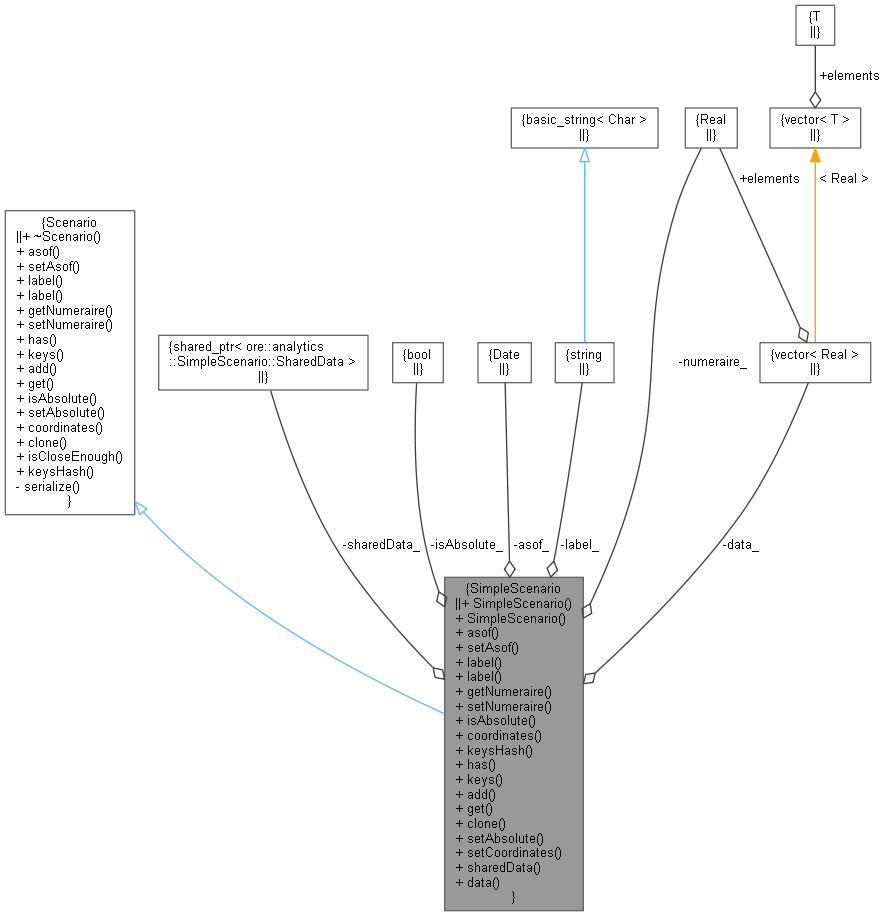 {T
||}
+elements
{basic_string< Char >
||}
{Real
||}
{vector< T >
||}
+elements
< Real >
{Scenario
||+ ~Scenario()
+ asof()
+ setAsof()
+ label()
+ label()
+ getNumeraire()
+ setNumeraire()
+ has()
+ keys()
+ add()
+ get()
+ isAbsolute()
+ setAbsolute()
+ coordinates()
+ clone()
+ isCloseEnough()
+ keysHash()
- serialize()
}
{shared_ptr< ore::analytics
::SimpleScenario::SharedData >
||}
{bool
||}
{Date
||}
{string
||}
-numeraire_
{vector< Real >
||}
-sharedData_
-isAbsolute_
-asof_
-label_
-data_
{SimpleScenario
||+ SimpleScenario()
+ SimpleScenario()
+ asof()
+ setAsof()
+ label()
+ label()
+ getNumeraire()
+ setNumeraire()
+ isAbsolute()
+ coordinates()
+ keysHash()
+ has()
+ keys()
+ add()
+ get()
+ clone()
+ setAbsolute()
+ setCoordinates()
+ sharedData()
+ data()
}